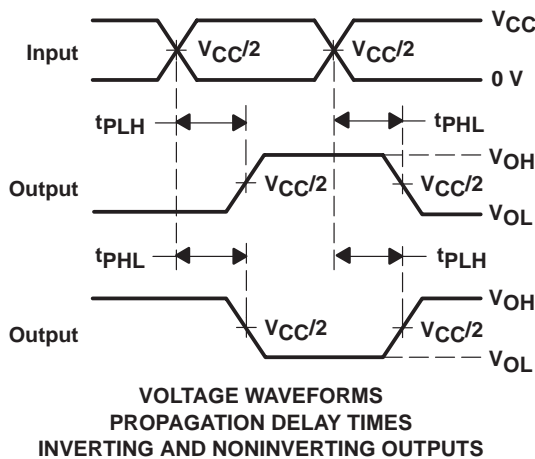 VCC
Input VCC/2 VCC/2
0 V
tPLH tPHL
VOH
Output VCC/2 VCC/2
VOL
tPHL tPLH
VOH
Output VCC/2 VCC/2
VOL
VOLTAGE WAVEFORMS
PROPAGATION DELAY TIMES
INVERTING AND NONINVERTING OUTPUTS